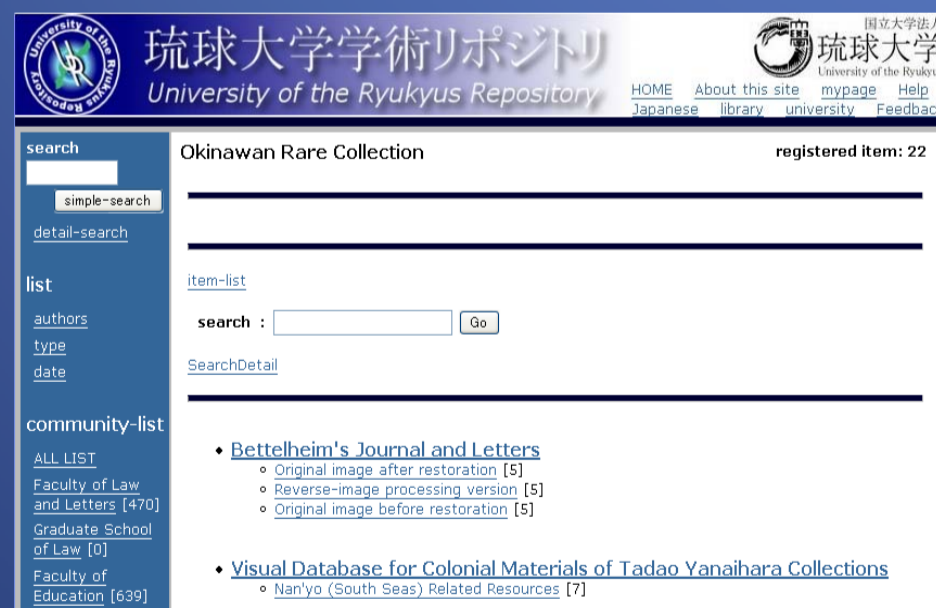 University of the Ryukyus
Repository
琉球大学学術リポジトリ
University of the Ryukyus Repository
国立大学法人
琉球大学
University of the Ryukyu
HOME About this site mypage Help
Japanese library university Feedbac
search
simple-search
detail-search
list
authors
type
date
community-list
ALL LIST
Faculty of Law
and Letters [470]
Graduate School
of Law [0]
Faculty of
Education [639]
Okinawan Rare Collection
registered item: 22
item-list
search :
Go
SearchDetail
Bettelheim's Journal and Letters
Original image after restoration [5]
Reverse-image processing version [5]
Original image before restoration [5]
Visual Database for Colonial Materials of Tadao Yanaihara Collections
Nan'yo (South Seas) Related Resources [7]